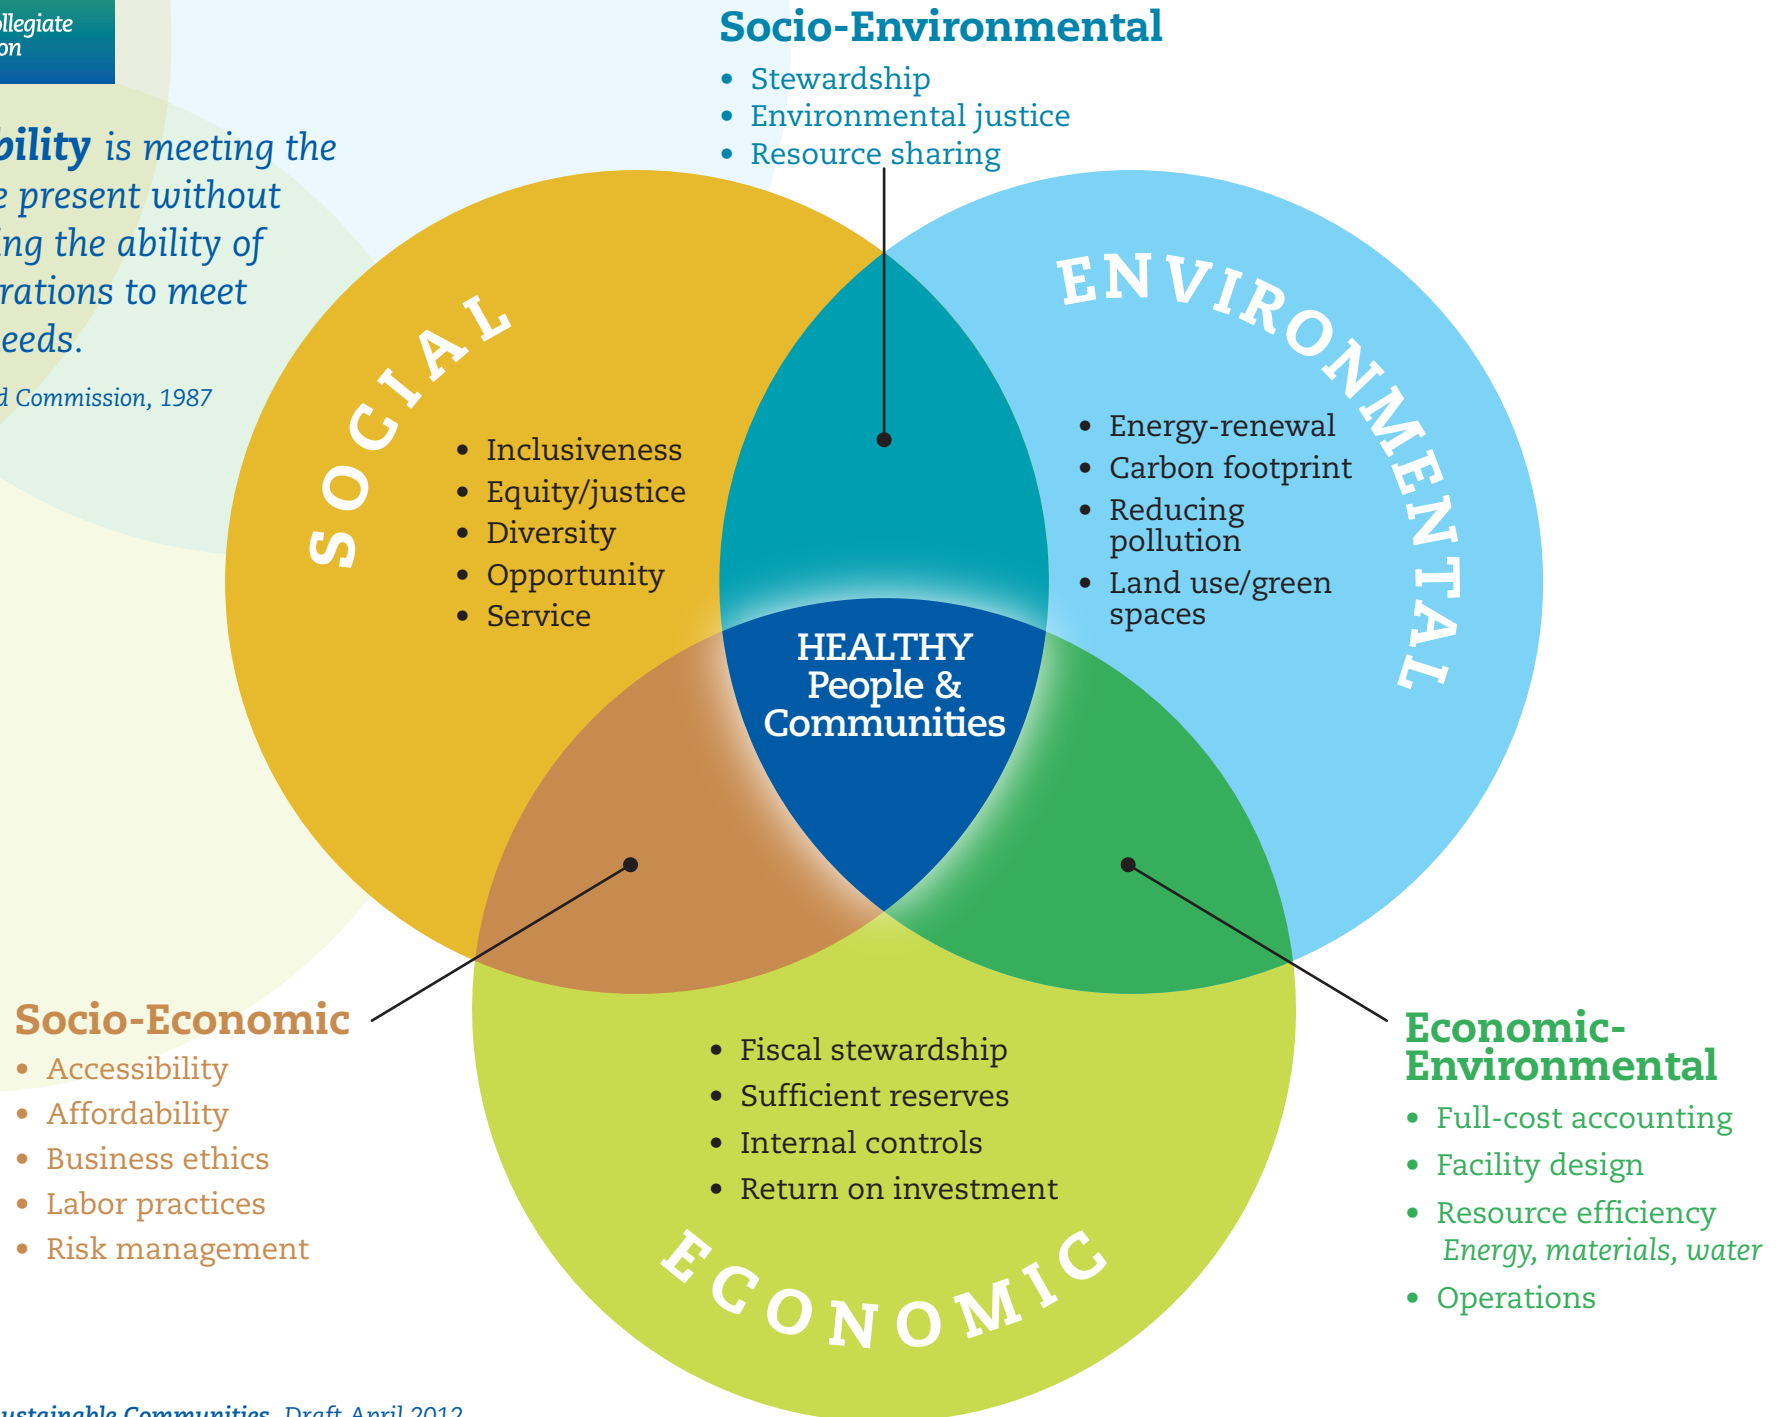 llegiate
on
bility is meeting the
e present without
ing the ability of
rations to meet
eeds.
d Commission, 1987
Socio-Environmental
• Stewardship
• Environmental justice
• Resource sharing
SOCIAL
• Inclusiveness
• Equity/justice
• Diversity
• Opportunity
• Service
ENVIRONMENTAL
• Energy-renewal
• Carbon footprint
• Reducing
pollution
• Land use/green
spaces
HEALTHY
People &
Communities
Socio-Economic
• Accessibility
• Affordability
• Business ethics
• Labor practices
• Risk management
• Fiscal stewardship
• Sufficient reserves
• Internal controls
• Return on investment
ECONOMIC
Economic-
Environmental
• Full-cost accounting
• Facility design
• Resource efficiency
Energy, materials, water
• Operations
ustainable Communities, Draft April 2012